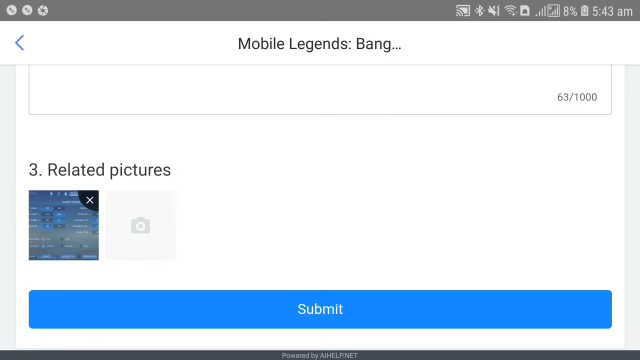 8% 5:43 am
Mobile Legends: Bang...
63/1000
3. Related pictures
Submit
Powered by AIHELP.NET